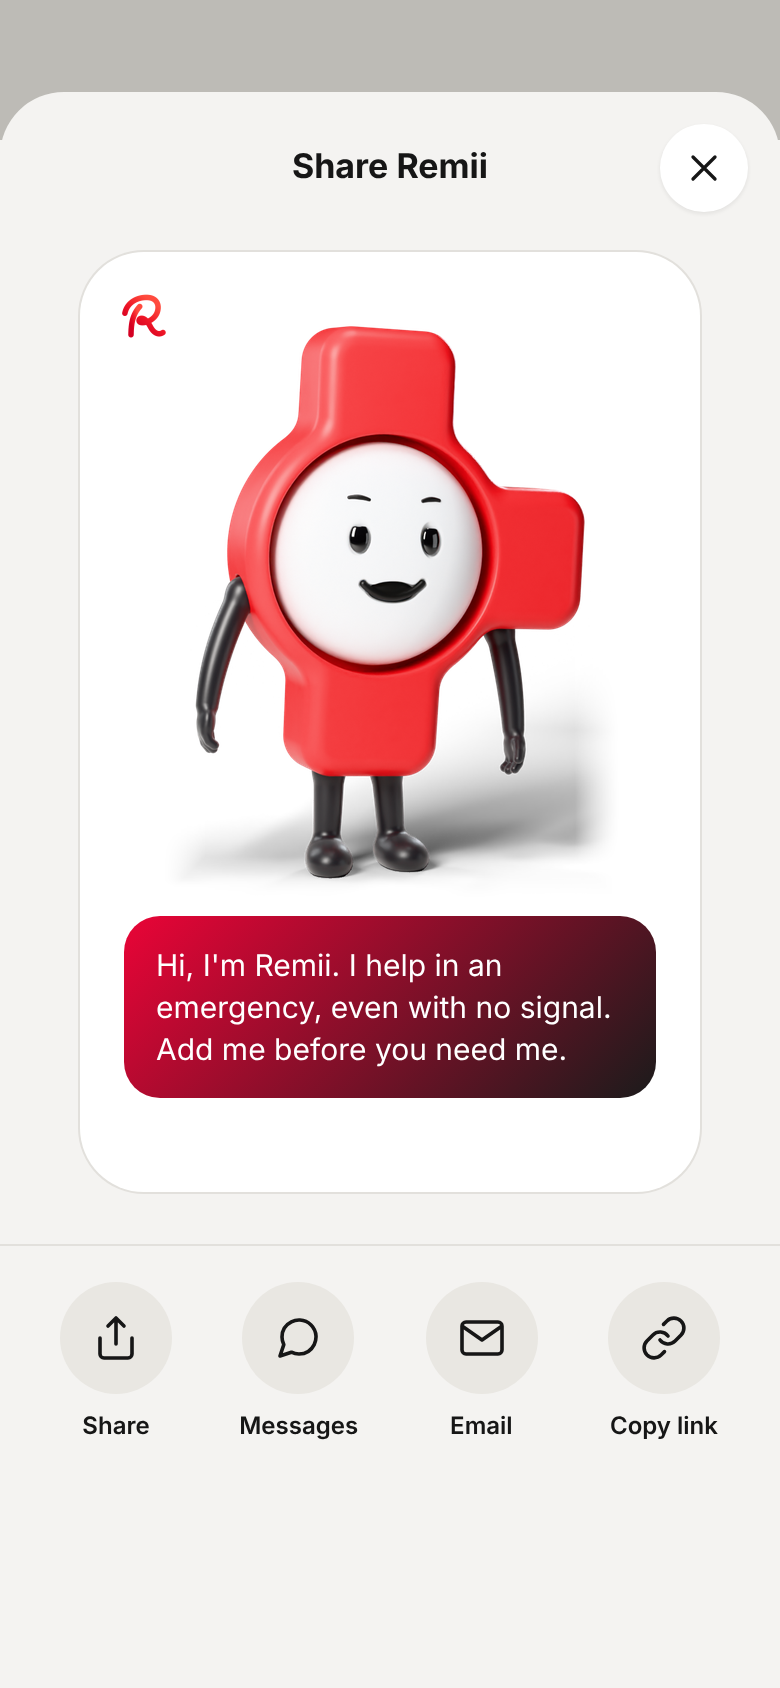 Share Remii
R
Hi, I'm Remii. I help in an
emergency, even with no signal.
Add me before you need me.
Share
Messages
Email
Copy link